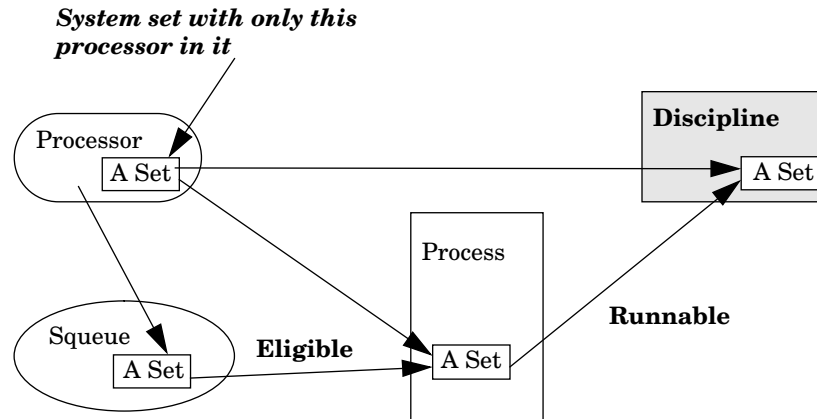 System set with only this
processor in it
Processor
A Set
Discipline
A Set
Process
A Set
Squeue
A Set
Eligible
Runnable